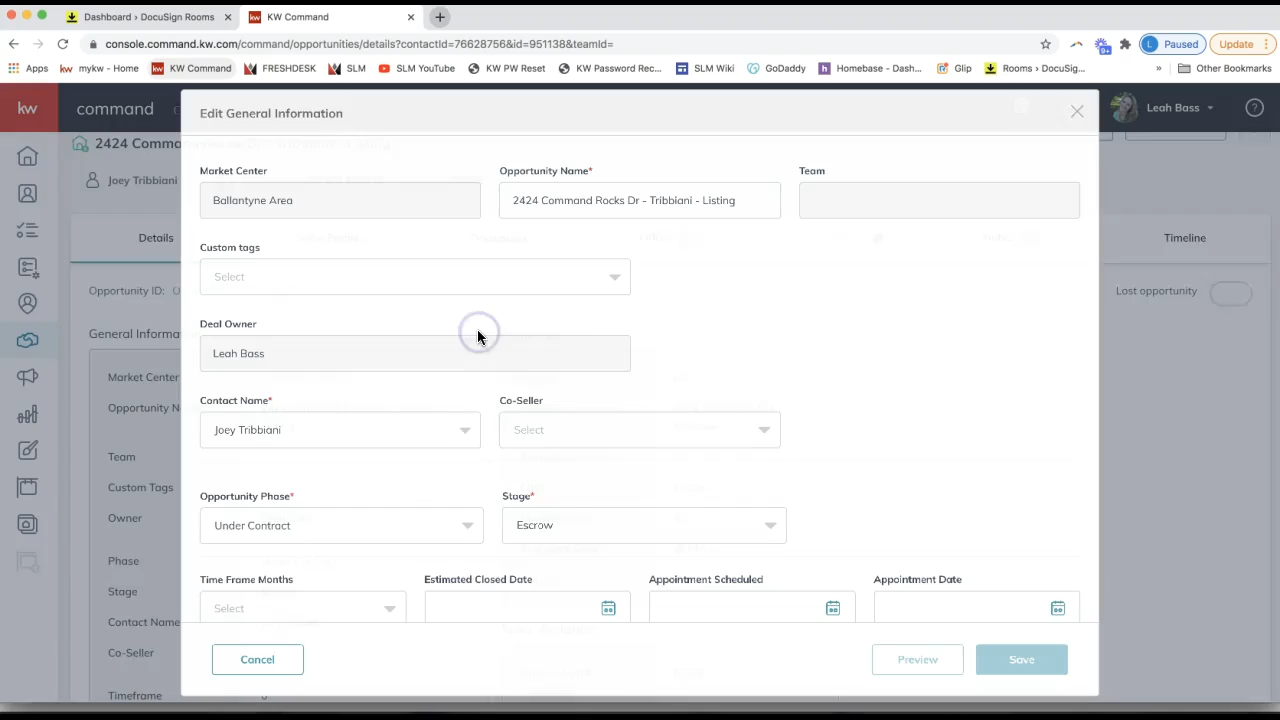 Dashboard › DocuSign Rooms
KW Command
console.command.kw.com/command/opportunities/details?contactId=76628756&id=951138&teamId=
9+
L
Paused
Update
Apps
kw
mykw - Home
kw
KW Command
FRESHDESK
SLM
SLM YouTube
KW PW Reset
KW Password Rec...
SLM Wiki
GoDaddy
h
Homebase - Dash...
Glip
Rooms › DocuSig...
»
Other Bookmarks
kw
command
Leah Bass
?
Edit General Information
2424 Comma
Joey Tribbiani
Details
Timeline
Opportunity ID:
Lost opportunity
General Informa
Market Center
Opportunity N
Team
Custom Tags
Owner
Phase
Stage
Contact Name
Co-Seller
Timeframe
Market Center
Ballantyne Area
Opportunity Name*
2424 Command Rocks Dr - Tribbiani - Listing
Team
Custom tags
Select
Deal Owner
Leah Bass
Contact Name*
Joey Tribbiani
Co-Seller
Select
Opportunity Phase*
Under Contract
Stage*
Escrow
Time Frame Months
Select
Estimated Closed Date
Appointment Scheduled
Appointment Date
Cancel
Preview
Save